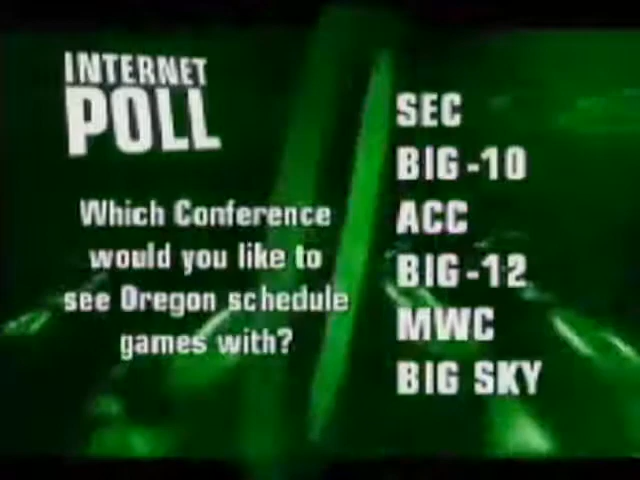 INTERNET
POLL
Which Conference
would you like to
see Oregon schedule
games with?
SEC
BIG-10
ACC
BIG-12
MWC
BIG SKY